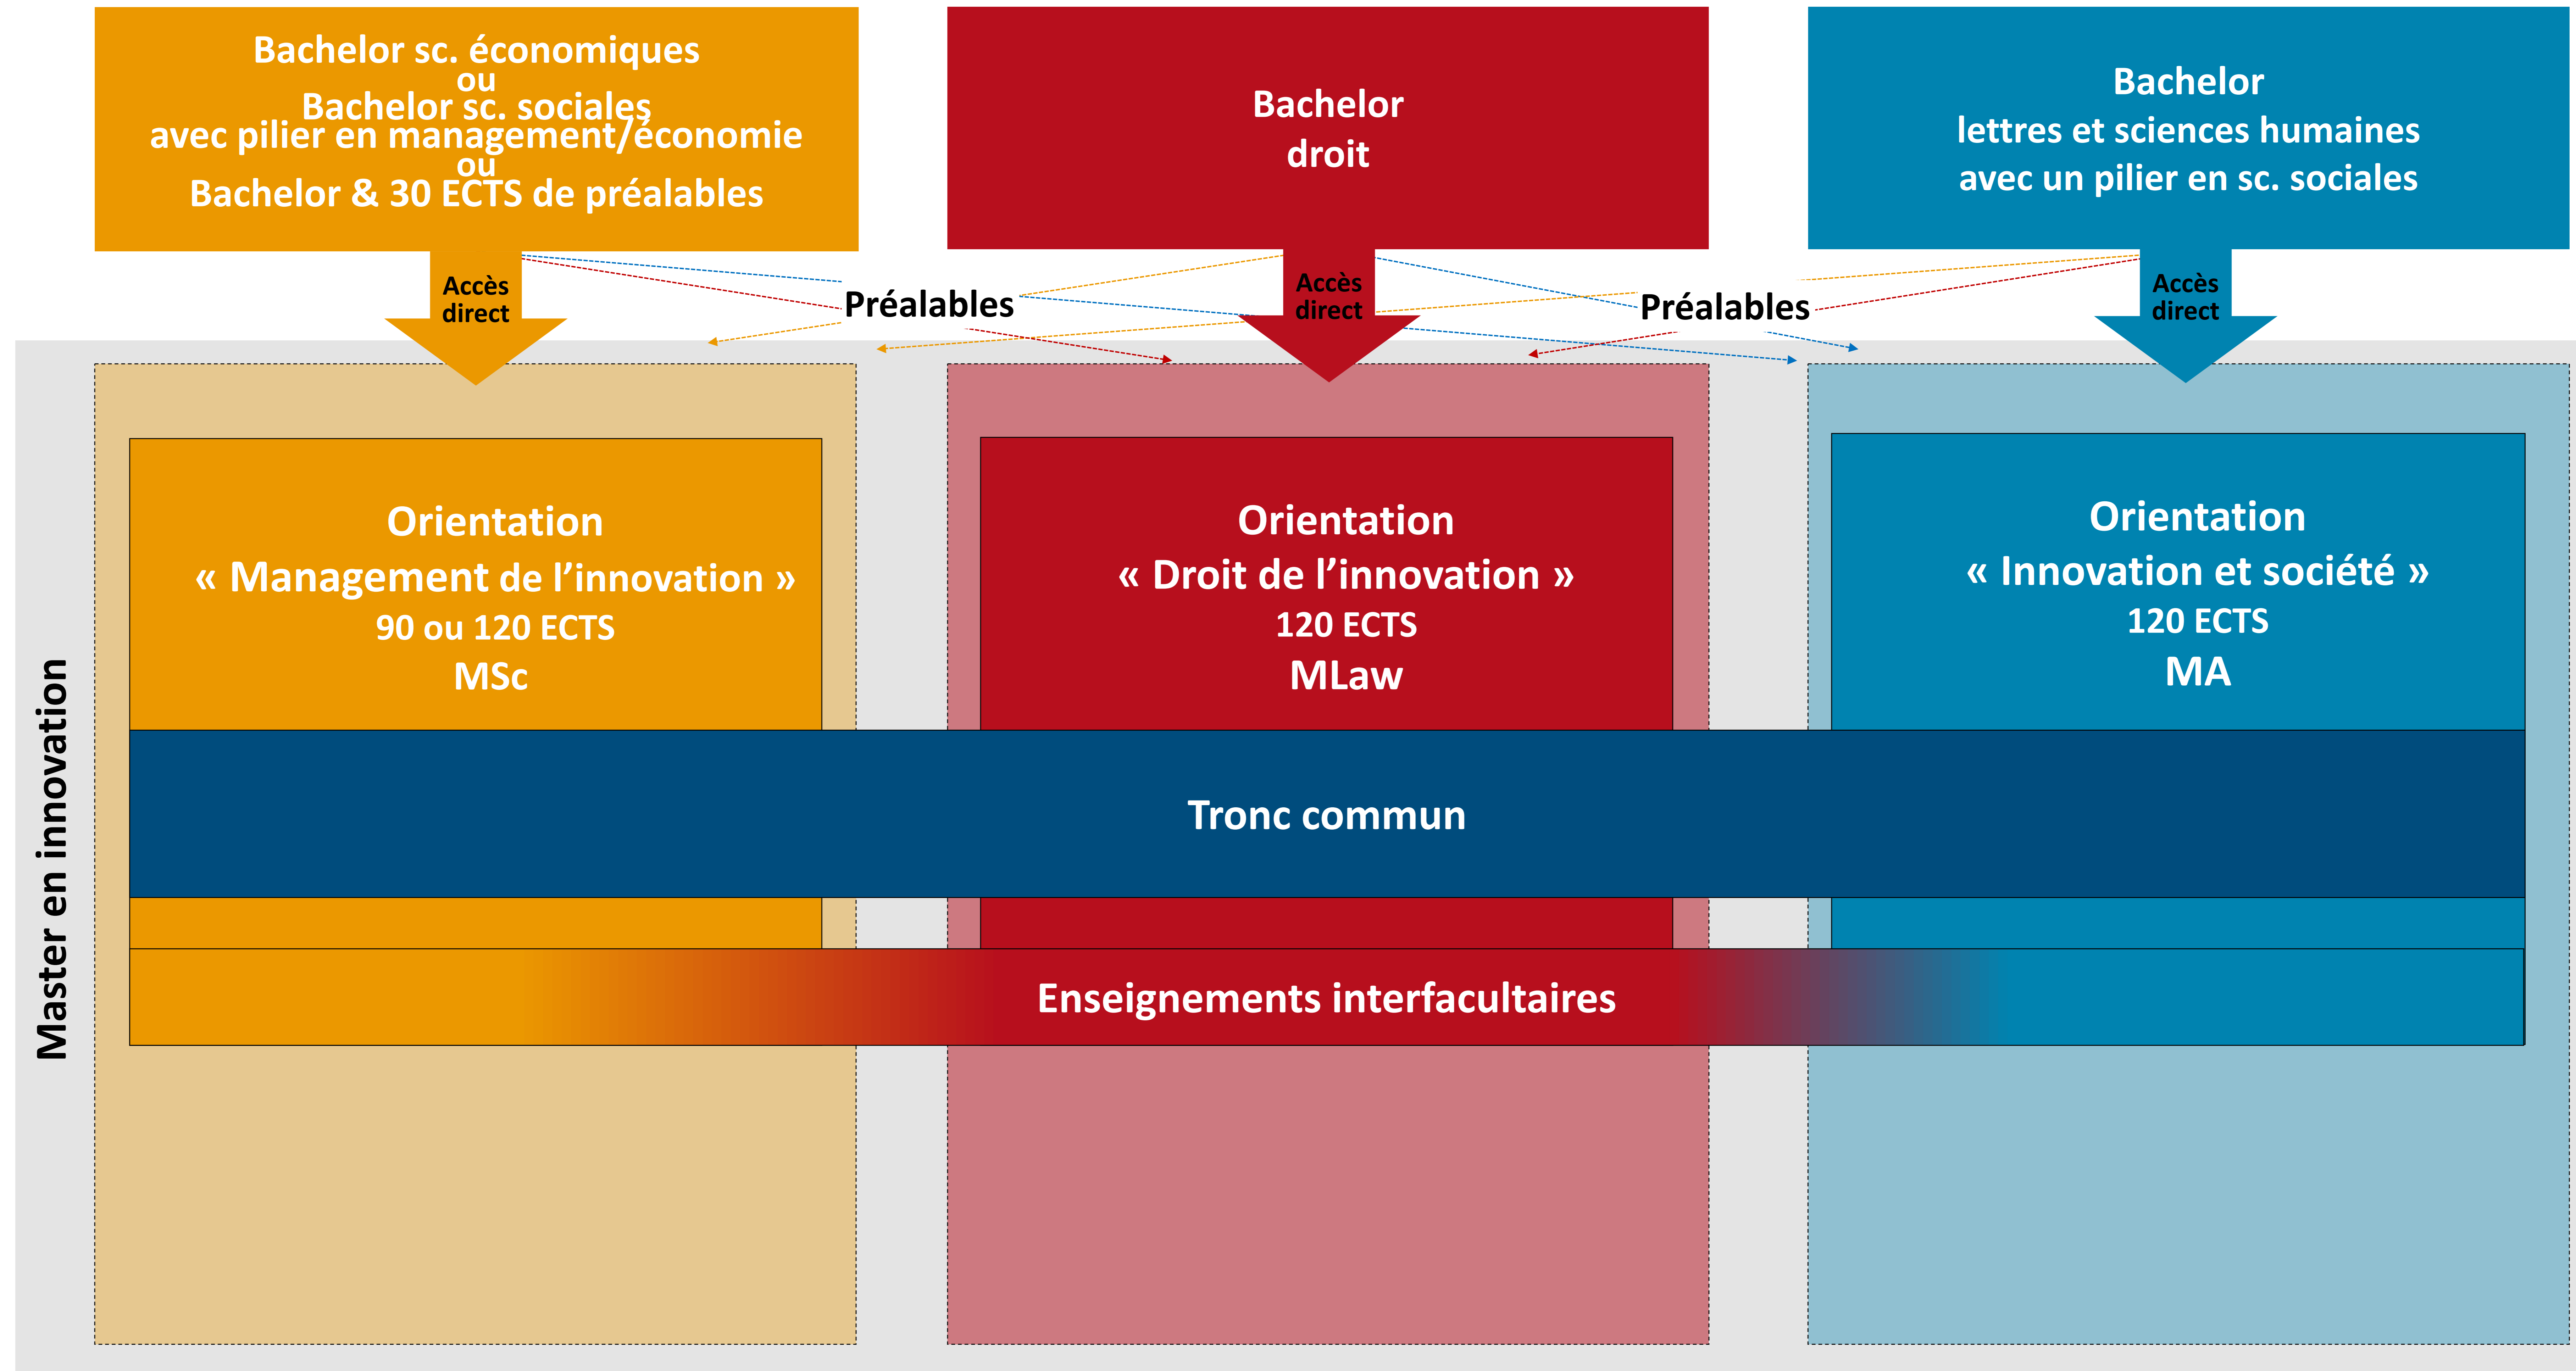 Bachelor sc. économiques
ou
Bachelor sc. sociales
avec pilier en management/économie
ou
Bachelor & 30 ECTS de préalables
Bachelor
droit
Bachelor
lettres et sciences humaines
avec un pilier en sc. sociales
Accès
direct
Préalables
Accès
direct
Préalables
Accès
direct
Master en innovation
Orientation
« Management de l’innovation »
90 ou 120 ECTS
MSc
Orientation
« Droit de l’innovation »
120 ECTS
MLaw
Orientation
« Innovation et société »
120 ECTS
MA
Tronc commun
Enseignements interfacultaires